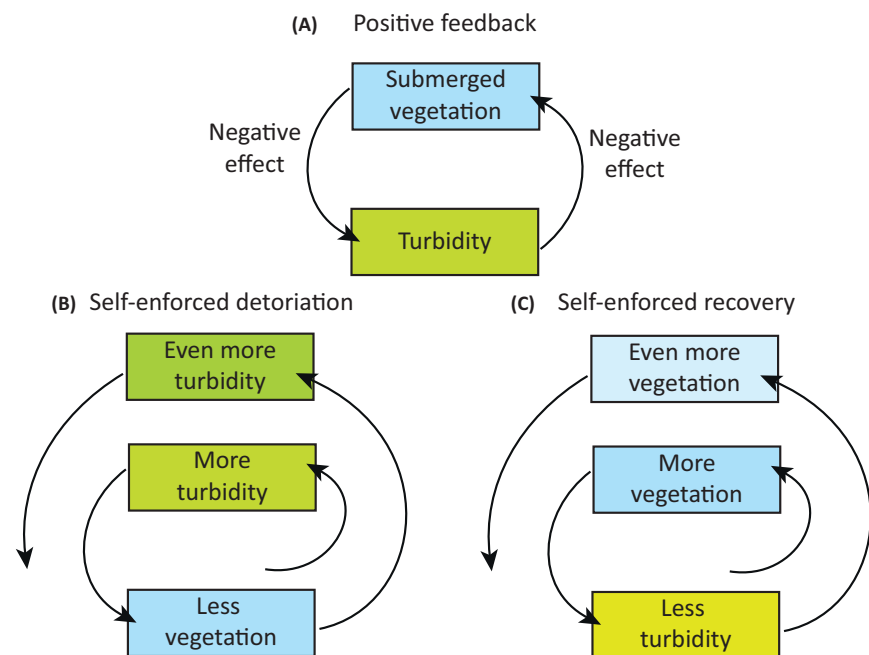 (A) Positive feedback
Submerged
vegetation
Negative
effect
Negative
effect
Turbidity
(B) Self-enforced detoriation
Even more
turbidity
More
turbidity
Less
vegetation
(C) Self-enforced recovery
Even more
vegetation
More
vegetation
Less
turbidity